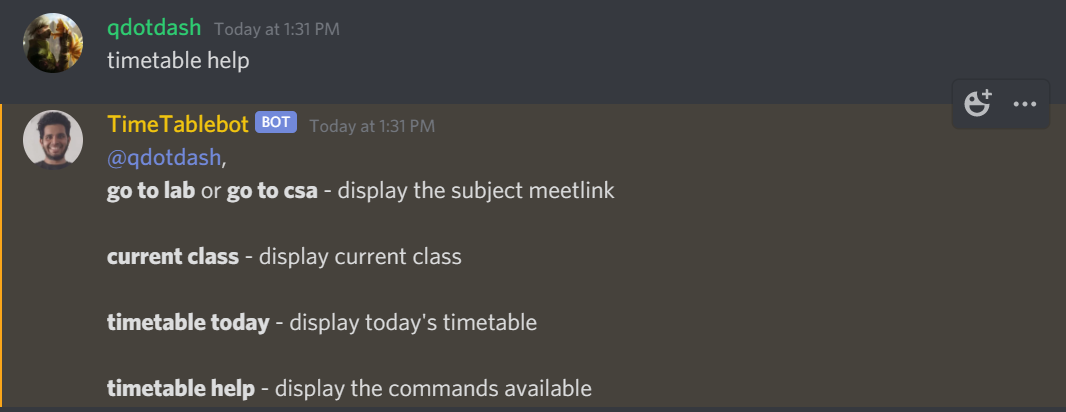 qdotdash Today at 1:31 PM
timetable help
TimeTablebot BOT Today at 1:31 PM
@qdotdash,
go to lab or go to csa - display the subject meetlink
current class - display current class
timetable today - display today's timetable
timetable help - display the commands available